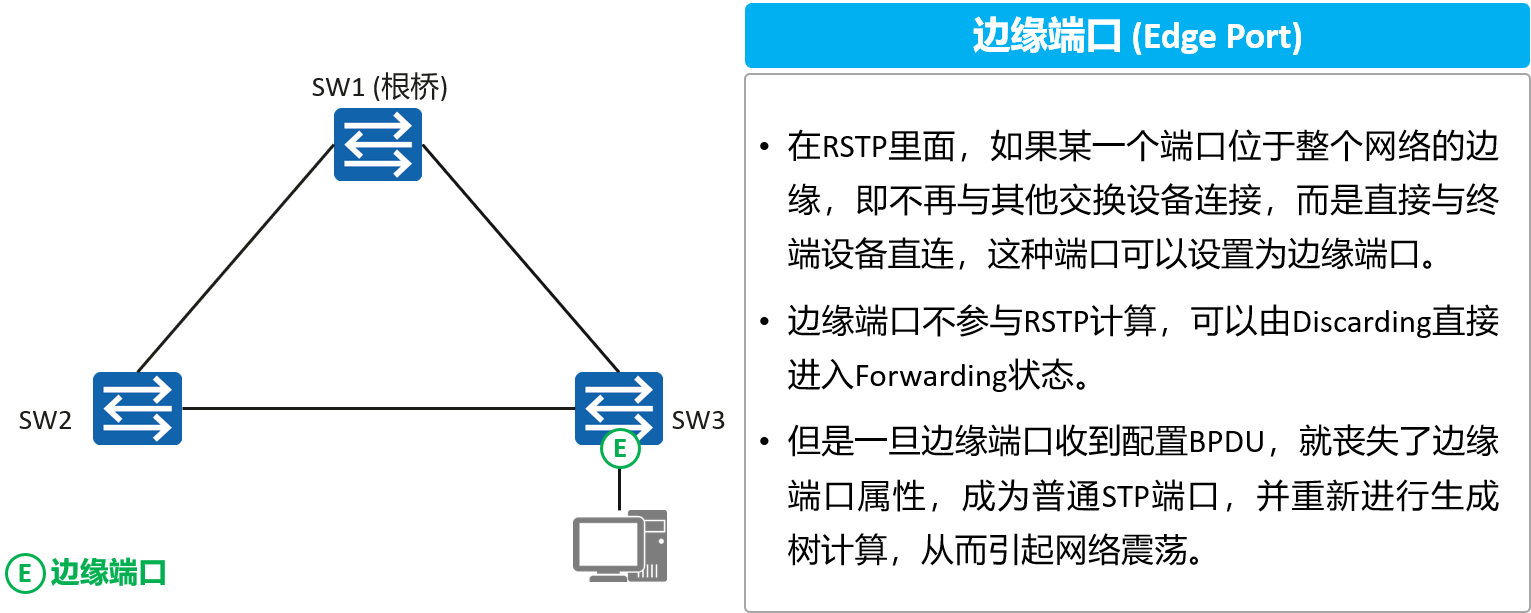 SW1 (根桥)
SW2
SW3
E
E 边缘端口
边缘端口 (Edge Port)
• 在RSTP里面，如果某一个端口位于整个网络的边
缘，即不再与其他交换设备连接，而是直接与终
端设备直连，这种端口可以设置为边缘端口。
• 边缘端口不参与RSTP计算，可以由Discarding直接
进入Forwarding状态。
• 但是一旦边缘端口收到配置BPDU，就丧失了边缘
端口属性，成为普通STP端口，并重新进行生成
树计算，从而引起网络震荡。